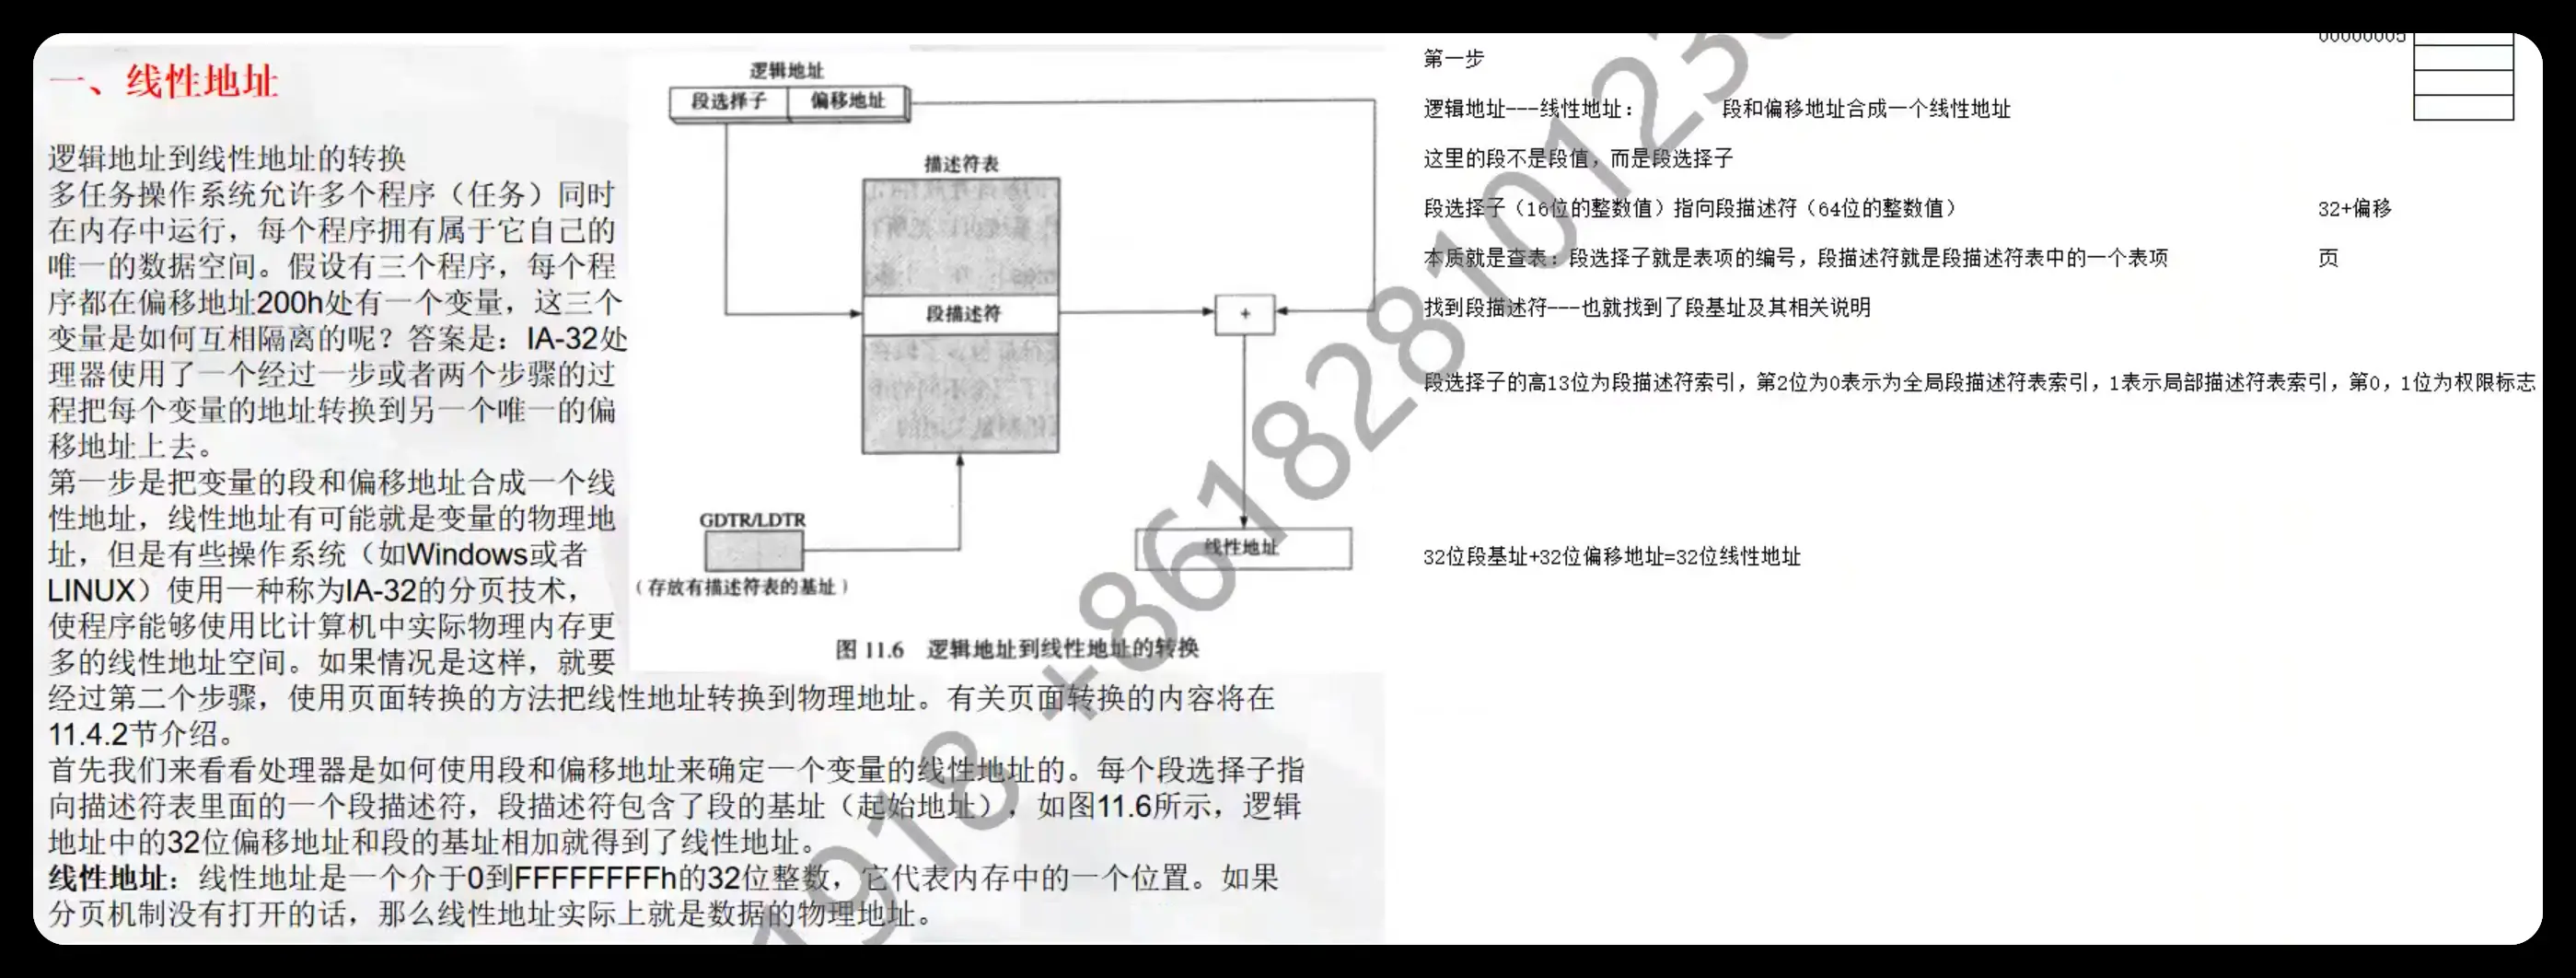 一、线性地址
逻辑地址到线性地址的转换
多任务操作系统允许多个程序（任务）同时
在内存中运行，每个程序拥有属于它自己的
唯一的数据空间。假设有三个程序，每个程
序都在偏移地址200h处有一个变量，这三个
变量是如何互相隔离的呢？答案是：IA-32处
理器使用了一个经过一步或者两个步骤的过
程把每个变量的地址转换到另一个唯一的偏
移地址上去。
第一步是把变量的段和偏移地址合成一个线
性地址，线性地址有可能就是变量的物理地
址，但是有些操作系统（如Windows或者
LINUX）使用一种称为IA-32的分页技术，
使程序能够使用比计算机中实际物理内存更
多的线性地址空间。如果情况是这样，就要
经过第二个步骤，使用页面转换的方法把线性地址转换到物理地址。有关页面转换的内容将在
11.4.2节介绍。
首先我们来看看处理器是如何使用段和偏移地址来确定一个变量的线性地址的。每个段选择子指
向描述符表里面的一个段描述符，段描述符包含了段的基址（起始地址），如图11.6所示，逻辑
地址中的32位偏移地址和段的基址相加就得到了线性地址。
线性地址：线性地址是一个介于0到FFFFFFFFh的32位整数，它代表内存中的一个位置。如果
分页机制没有打开的话，那么线性地址实际上就是数据的物理地址。
逻辑地址
段选择子 偏移地址
描述符表
段描述符
+
GDTR/LDTR
（存放有描述符表的基址）
线性地址
图 11.6 逻辑地址到线性地址的转换
00000005
第一步
逻辑地址---线性地址： 段和偏移地址合成一个线性地址
这里的段不是段值，而是段选择子
段选择子（16位的整数值）指向段描述符（64位的整数值） 32+偏移
本质就是查表：段选择子就是表项的编号，段描述符就是段描述符表中的一个表项 页
找到段描述符---也就找到了段基址及其相关说明
段选择子的高13位为段描述符索引，第2位为0表示为全局段描述符表索引，1表示局部描述符表索引，第0，1位为权限标志
32位段基址+32位偏移地址=32位线性地址